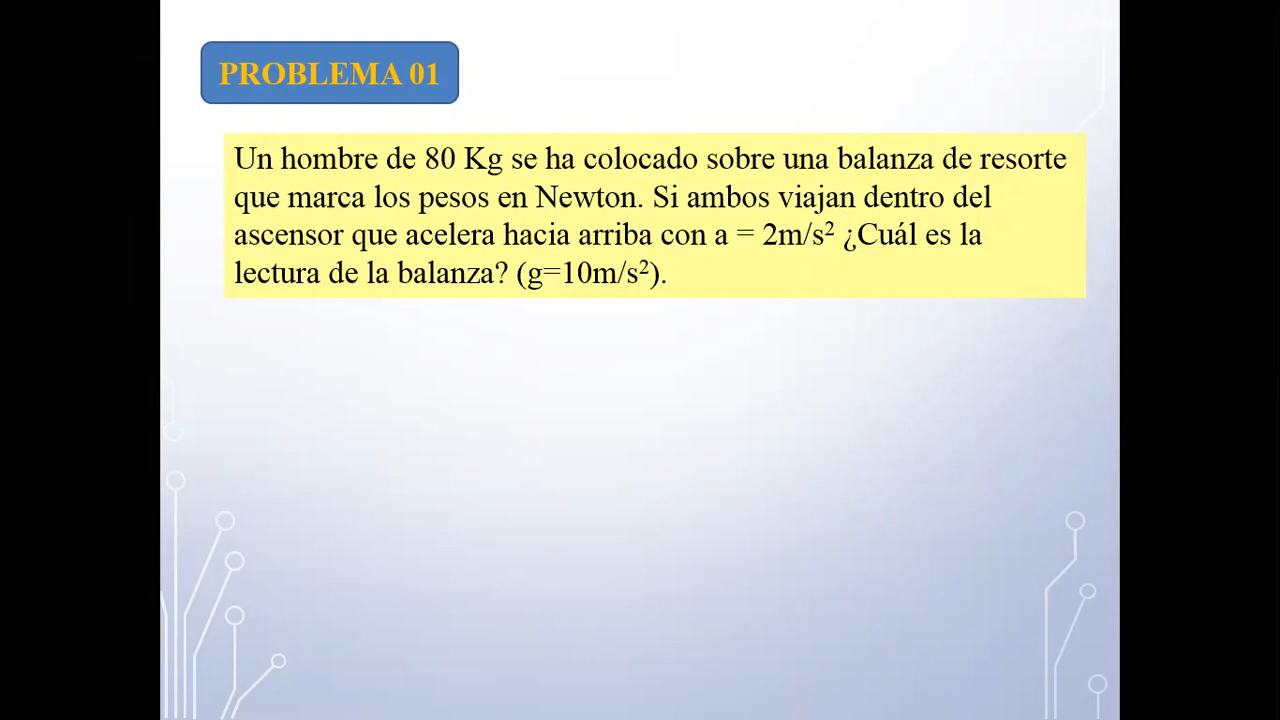 PROBLEMA 01
Un hombre de 80 Kg se ha colocado sobre una balanza de resorte
que marca los pesos en Newton. Si ambos viajan dentro del
ascensor que acelera hacia arriba con a = 2m/s² ¿Cuál es la
lectura de la balanza? (g=10m/s²).